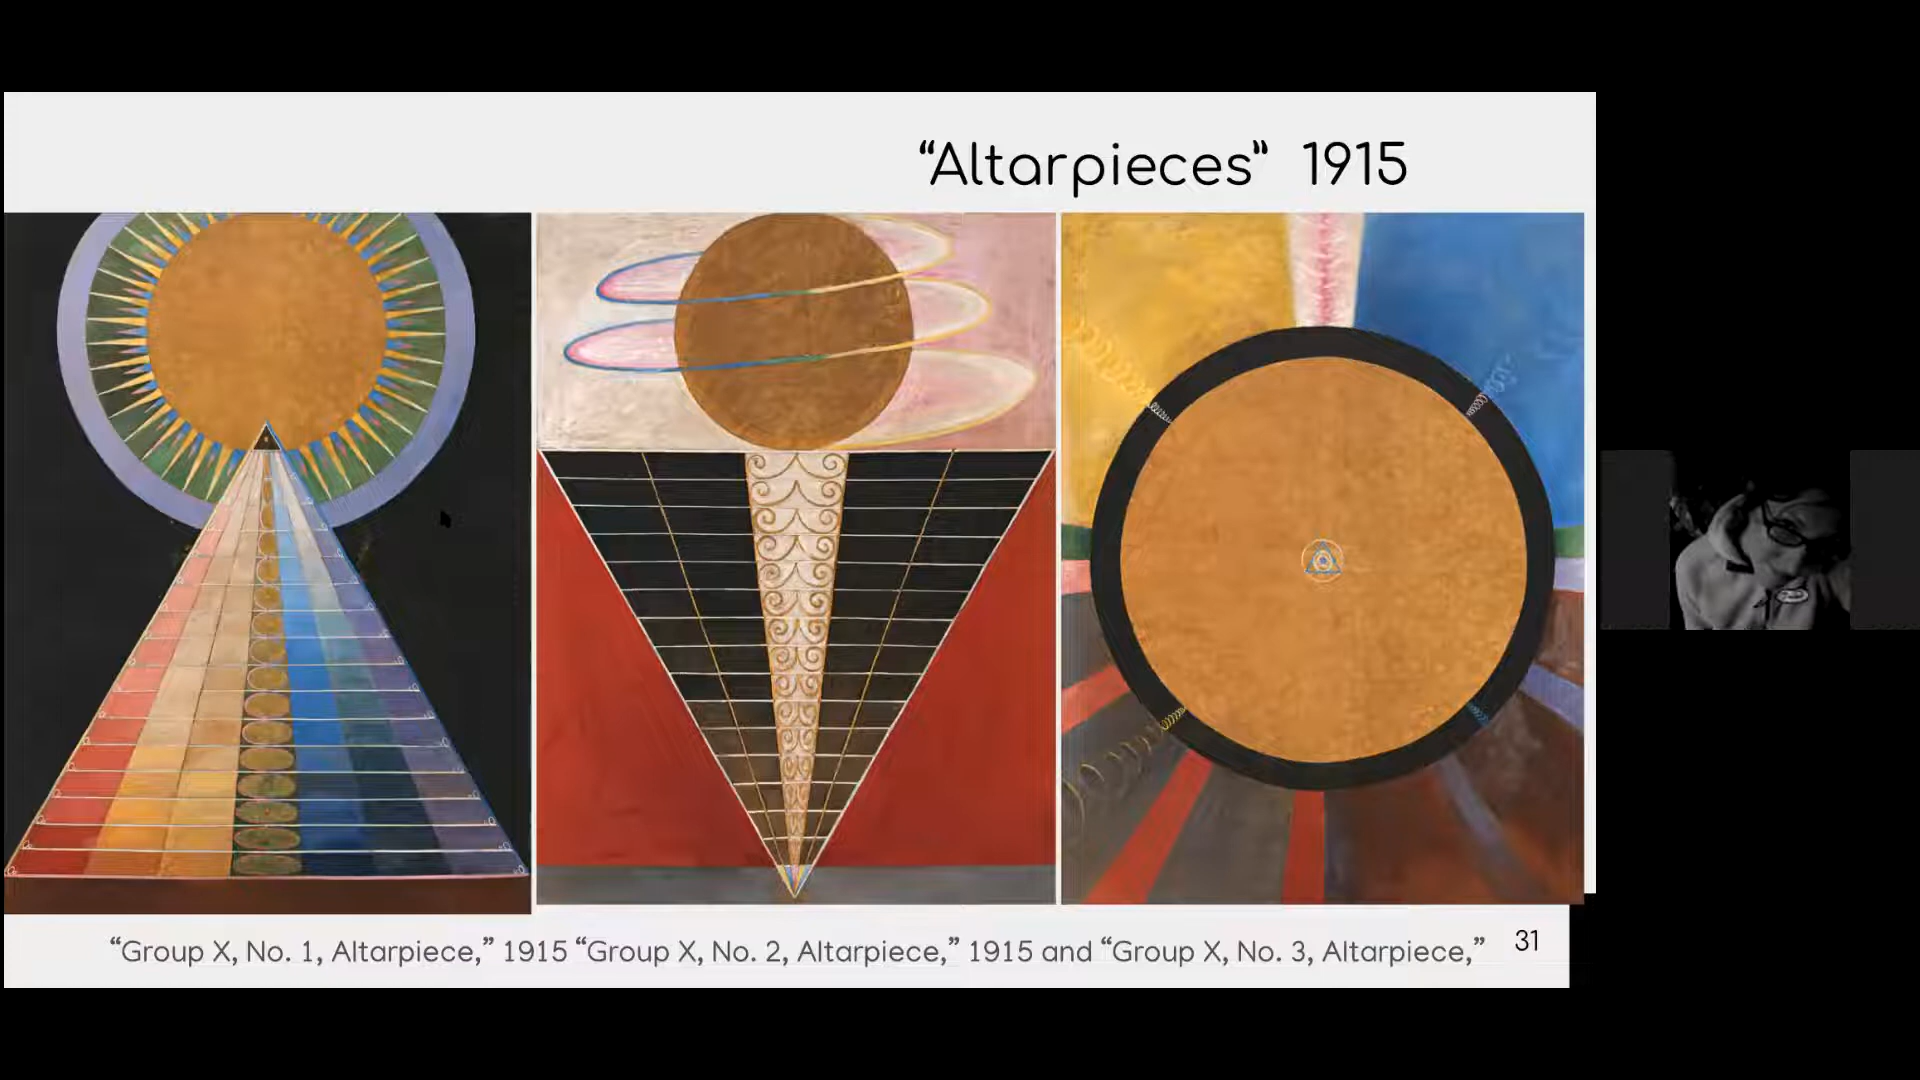 “Altarpieces” 1915
“Group X, No. 1, Altarpiece,” 1915 “Group X, No. 2, Altarpiece,” 1915 and “Group X, No. 3, Altarpiece,”
31